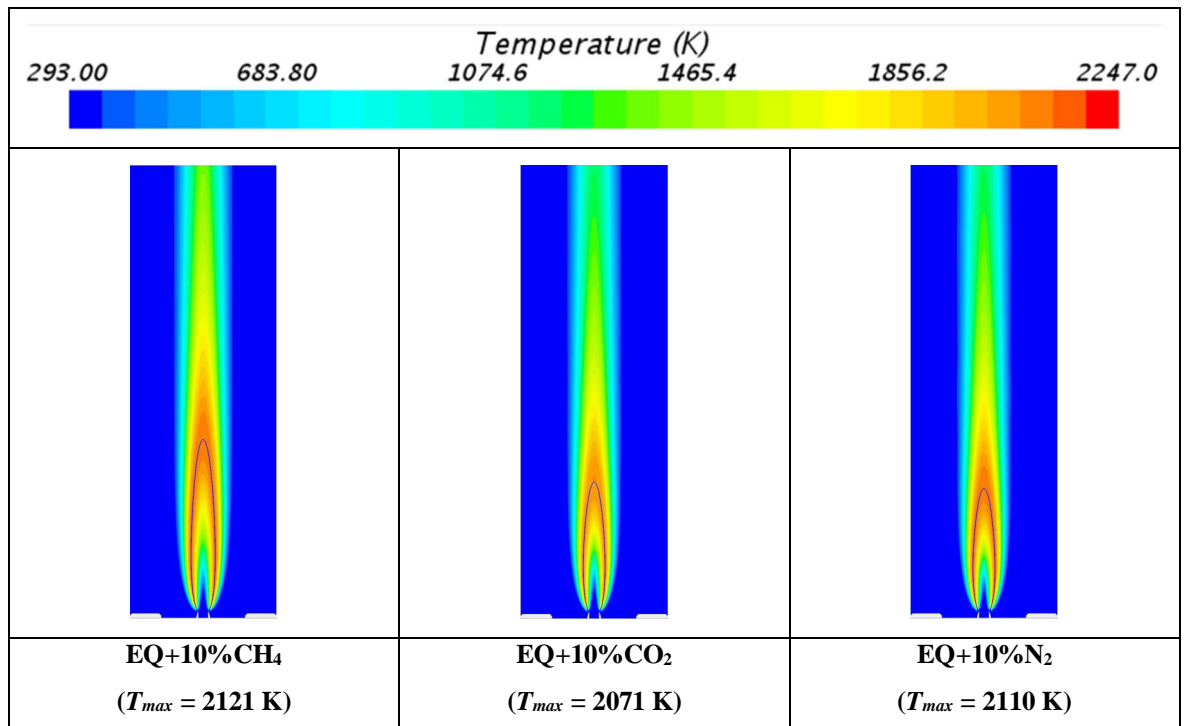 Temperature (K)
293.00 683.80 1074.6 1465.4 1856.2 2247.0
EQ+10%CH₄
(Tmax = 2121 K)
EQ+10%CO₂
(Tmax = 2071 K)
EQ+10%N₂
(Tmax = 2110 K)